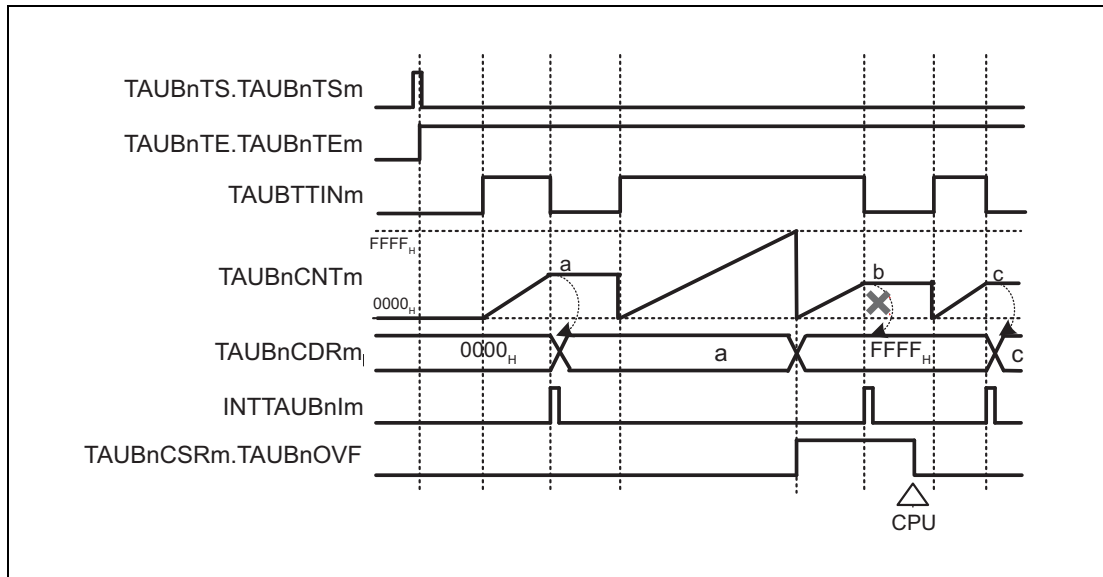 TAUBnTS.TAUBnTSm
TAUBnTE.TAUBnTEm
TAUBTTINm
FFFFH
TAUBnCNTm
a
b
c
0000H
TAUBnCDRm
0000H
a
FFFFH
c
INTTAUBnIm
TAUBnCSRm.TAUBnOVF
CPU